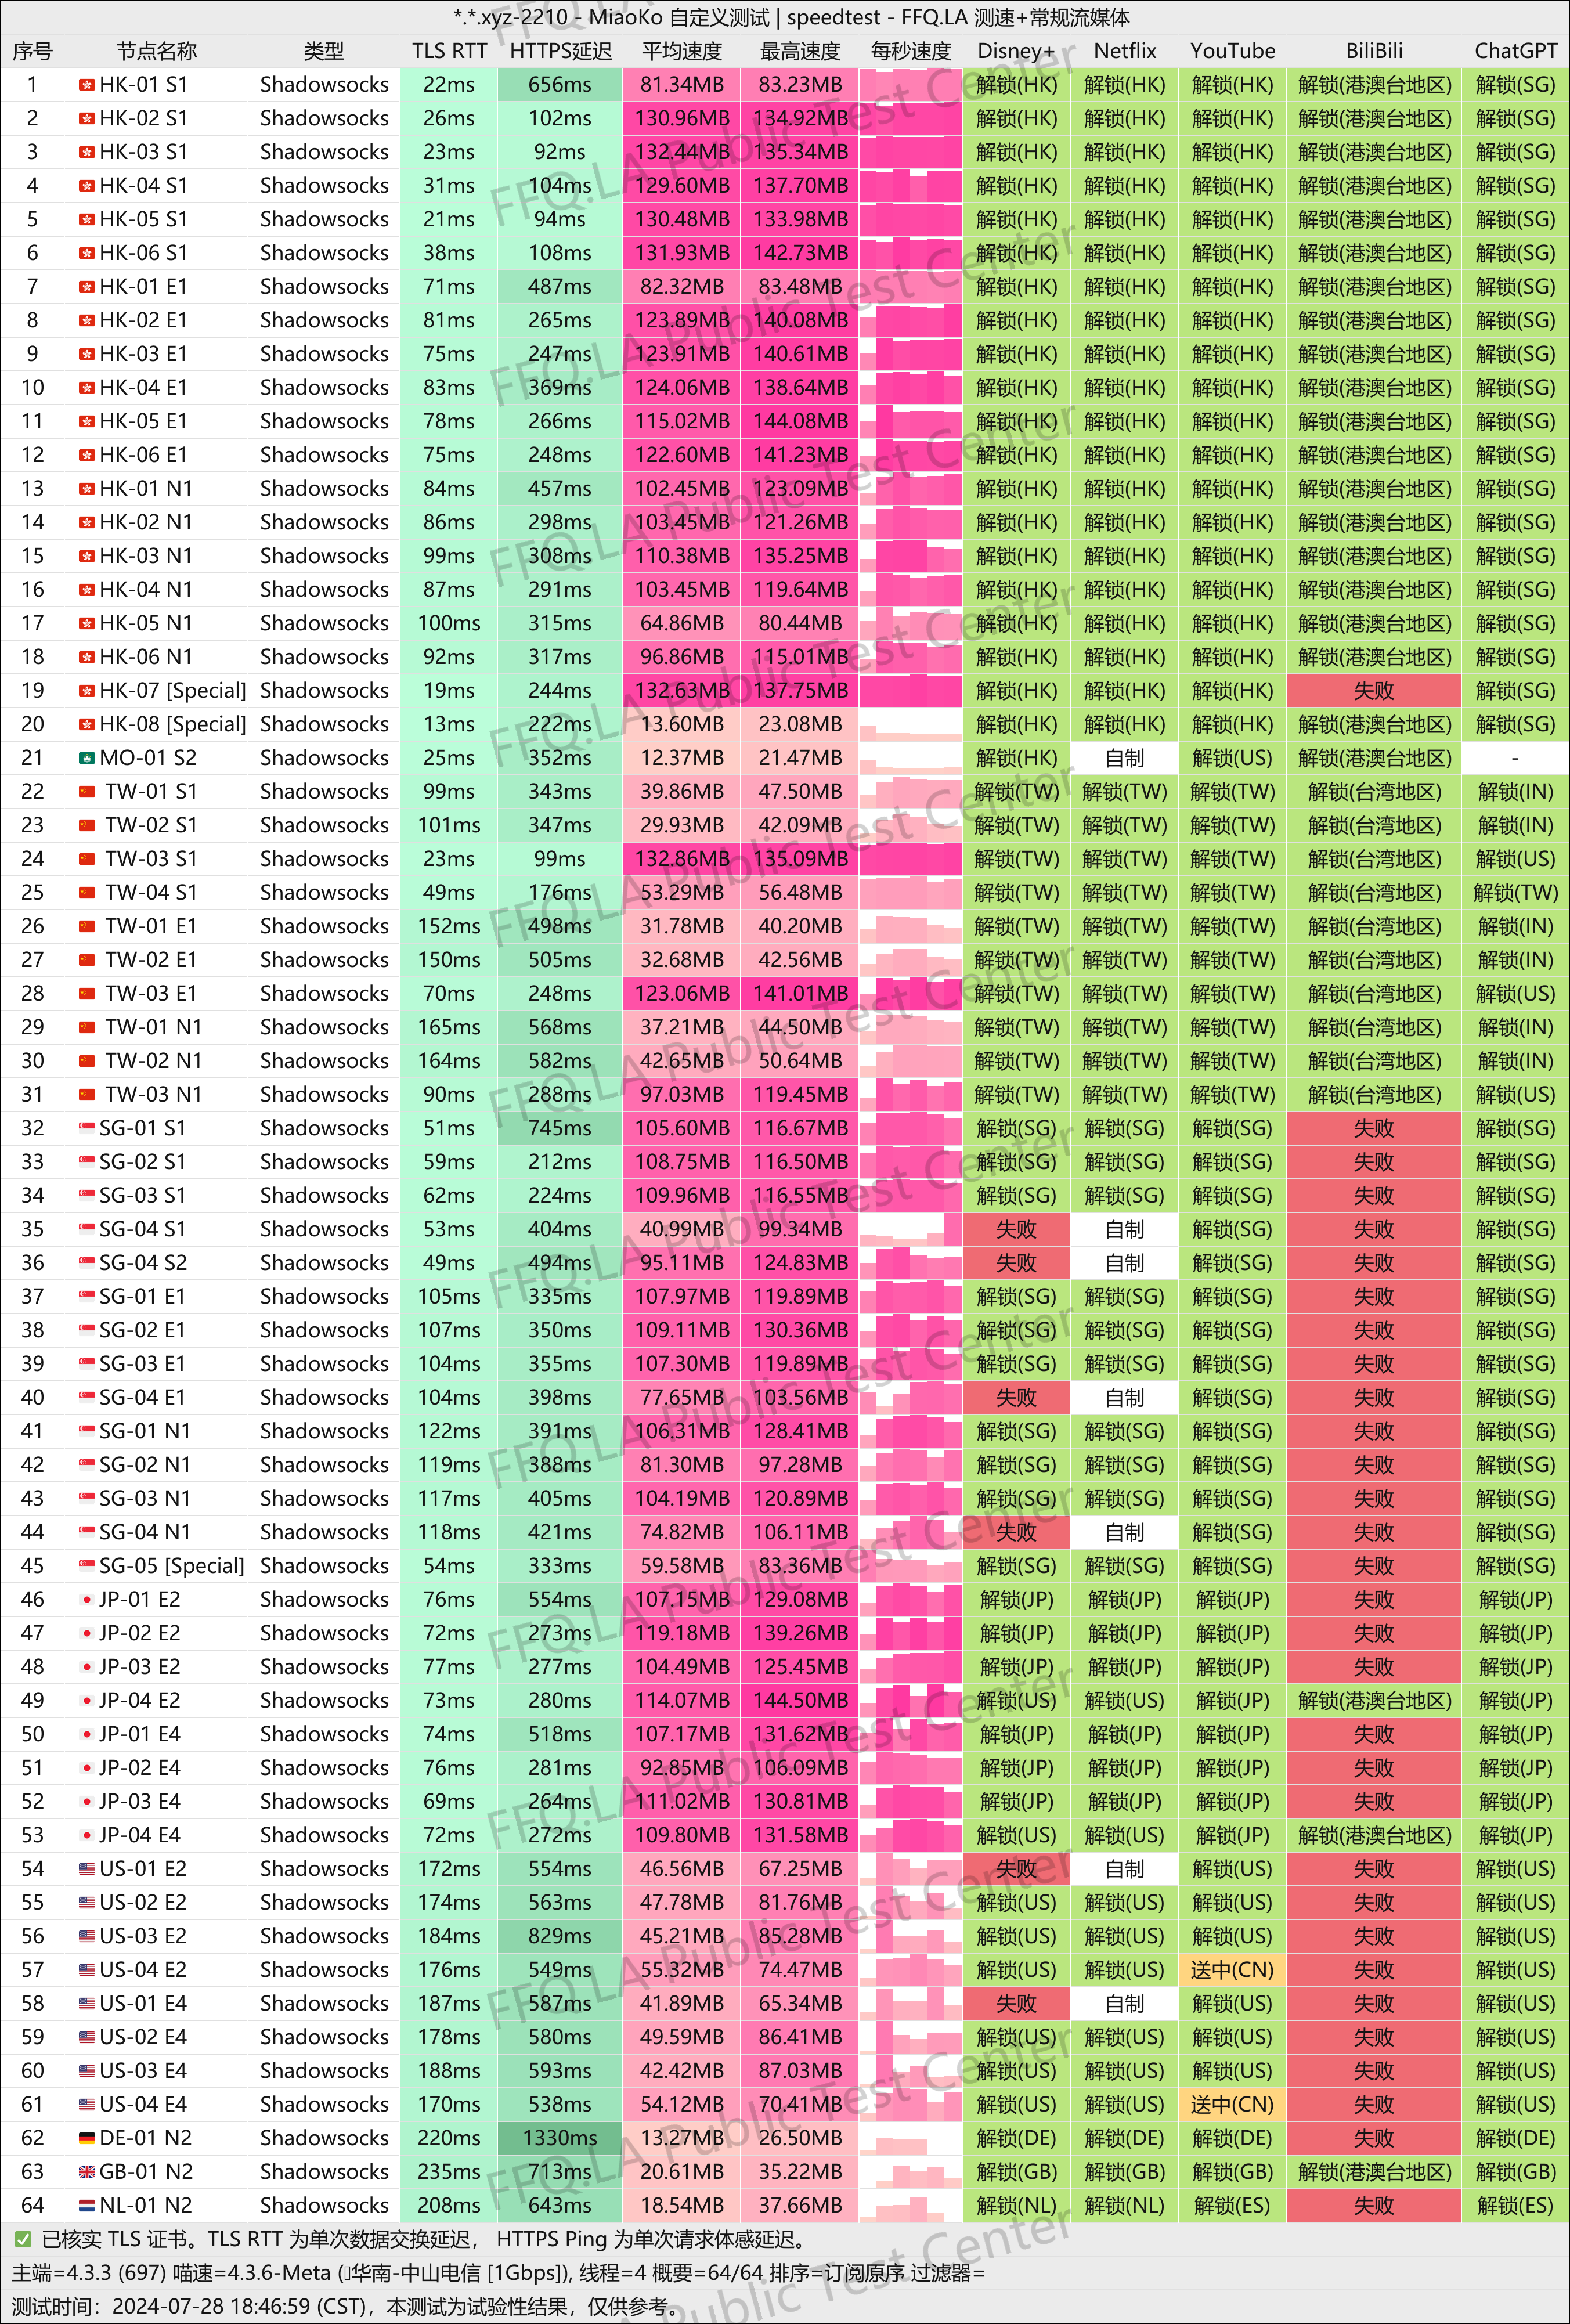 *.*.xyz-2210 - MiaoKo 自定义测试 | speedtest - FFQ.LA 测速+常规流媒体
序号 节点名称 类型 TLS RTT HTTPS延迟 平均速度 最高速度 每秒速度 Disney+ Netflix YouTube BiliBili ChatGPT
1 HK-01 S1 Shadowsocks 22ms 656ms 81.34MB 83.23MB 解锁(HK) 解锁(HK) 解锁(HK) 解锁(港澳台地区) 解锁(SG)
2 HK-02 S1 Shadowsocks 26ms 102ms 130.96MB 134.92MB 解锁(HK) 解锁(HK) 解锁(HK) 解锁(港澳台地区) 解锁(SG)
3 HK-03 S1 Shadowsocks 23ms 92ms 132.44MB 135.34MB 解锁(HK) 解锁(HK) 解锁(HK) 解锁(港澳台地区) 解锁(SG)
4 HK-04 S1 Shadowsocks 31ms 104ms 129.60MB 137.70MB 解锁(HK) 解锁(HK) 解锁(HK) 解锁(港澳台地区) 解锁(SG)
5 HK-05 S1 Shadowsocks 21ms 94ms 130.48MB 133.98MB 解锁(HK) 解锁(HK) 解锁(HK) 解锁(港澳台地区) 解锁(SG)
6 HK-06 S1 Shadowsocks 38ms 108ms 131.93MB 142.73MB 解锁(HK) 解锁(HK) 解锁(HK) 解锁(港澳台地区) 解锁(SG)
7 HK-01 E1 Shadowsocks 71ms 487ms 82.32MB 83.48MB 解锁(HK) 解锁(HK) 解锁(HK) 解锁(港澳台地区) 解锁(SG)
8 HK-02 E1 Shadowsocks 81ms 265ms 123.89MB 140.08MB 解锁(HK) 解锁(HK) 解锁(HK) 解锁(港澳台地区) 解锁(SG)
9 HK-03 E1 Shadowsocks 75ms 247ms 123.91MB 140.61MB 解锁(HK) 解锁(HK) 解锁(HK) 解锁(港澳台地区) 解锁(SG)
10 HK-04 E1 Shadowsocks 83ms 369ms 124.06MB 138.64MB 解锁(HK) 解锁(HK) 解锁(HK) 解锁(港澳台地区) 解锁(SG)
11 HK-05 E1 Shadowsocks 78ms 266ms 115.02MB 144.08MB 解锁(HK) 解锁(HK) 解锁(HK) 解锁(港澳台地区) 解锁(SG)
12 HK-06 E1 Shadowsocks 75ms 248ms 122.60MB 141.23MB 解锁(HK) 解锁(HK) 解锁(HK) 解锁(港澳台地区) 解锁(SG)
13 HK-01 N1 Shadowsocks 84ms 457ms 102.45MB 123.09MB 解锁(HK) 解锁(HK) 解锁(HK) 解锁(港澳台地区) 解锁(SG)
14 HK-02 N1 Shadowsocks 86ms 298ms 103.45MB 121.26MB 解锁(HK) 解锁(HK) 解锁(HK) 解锁(港澳台地区) 解锁(SG)
15 HK-03 N1 Shadowsocks 99ms 308ms 110.38MB 135.25MB 解锁(HK) 解锁(HK) 解锁(HK) 解锁(港澳台地区) 解锁(SG)
16 HK-04 N1 Shadowsocks 87ms 291ms 103.45MB 119.64MB 解锁(HK) 解锁(HK) 解锁(HK) 解锁(港澳台地区) 解锁(SG)
17 HK-05 N1 Shadowsocks 100ms 315ms 64.86MB 80.44MB 解锁(HK) 解锁(HK) 解锁(HK) 解锁(港澳台地区) 解锁(SG)
18 HK-06 N1 Shadowsocks 92ms 317ms 96.86MB 115.01MB 解锁(HK) 解锁(HK) 解锁(HK) 解锁(港澳台地区) 解锁(SG)
19 HK-07 [Special] Shadowsocks 19ms 244ms 132.63MB 137.75MB 解锁(HK) 解锁(HK) 解锁(HK) 失败 解锁(SG)
20 HK-08 [Special] Shadowsocks 13ms 222ms 13.60MB 23.08MB 解锁(HK) 解锁(HK) 解锁(HK) 解锁(港澳台地区) 解锁(SG)
21 MO-01 S2 Shadowsocks 25ms 352ms 12.37MB 21.47MB 解锁(HK) 自制 解锁(US) 解锁(港澳台地区) -
22 TW-01 S1 Shadowsocks 99ms 343ms 39.86MB 47.50MB 解锁(TW) 解锁(TW) 解锁(TW) 解锁(台湾地区) 解锁(IN)
23 TW-02 S1 Shadowsocks 101ms 347ms 29.93MB 42.09MB 解锁(TW) 解锁(TW) 解锁(TW) 解锁(台湾地区) 解锁(IN)
24 TW-03 S1 Shadowsocks 23ms 99ms 132.86MB 135.09MB 解锁(TW) 解锁(TW) 解锁(TW) 解锁(台湾地区) 解锁(US)
25 TW-04 S1 Shadowsocks 49ms 176ms 53.29MB 56.48MB 解锁(TW) 解锁(TW) 解锁(TW) 解锁(台湾地区) 解锁(TW)
26 TW-01 E1 Shadowsocks 152ms 498ms 31.78MB 40.20MB 解锁(TW) 解锁(TW) 解锁(TW) 解锁(台湾地区) 解锁(IN)
27 TW-02 E1 Shadowsocks 150ms 505ms 32.68MB 42.56MB 解锁(TW) 解锁(TW) 解锁(TW) 解锁(台湾地区) 解锁(IN)
28 TW-03 E1 Shadowsocks 70ms 248ms 123.06MB 141.01MB 解锁(TW) 解锁(TW) 解锁(TW) 解锁(台湾地区) 解锁(US)
29 TW-01 N1 Shadowsocks 165ms 568ms 37.21MB 44.50MB 解锁(TW) 解锁(TW) 解锁(TW) 解锁(台湾地区) 解锁(IN)
30 TW-02 N1 Shadowsocks 164ms 582ms 42.65MB 50.64MB 解锁(TW) 解锁(TW) 解锁(TW) 解锁(台湾地区) 解锁(IN)
31 TW-03 N1 Shadowsocks 90ms 288ms 97.03MB 119.45MB 解锁(TW) 解锁(TW) 解锁(TW) 解锁(台湾地区) 解锁(US)
32 SG-01 S1 Shadowsocks 51ms 745ms 105.60MB 116.67MB 解锁(SG) 解锁(SG) 解锁(SG) 失败 解锁(SG)
33 SG-02 S1 Shadowsocks 59ms 212ms 108.75MB 116.50MB 解锁(SG) 解锁(SG) 解锁(SG) 失败 解锁(SG)
34 SG-03 S1 Shadowsocks 62ms 224ms 109.96MB 116.55MB 解锁(SG) 解锁(SG) 解锁(SG) 失败 解锁(SG)
35 SG-04 S1 Shadowsocks 53ms 404ms 40.99MB 99.34MB 失败 自制 解锁(SG) 失败 解锁(SG)
36 SG-04 S2 Shadowsocks 49ms 494ms 95.11MB 124.83MB 失败 自制 解锁(SG) 失败 解锁(SG)
37 SG-01 E1 Shadowsocks 105ms 335ms 107.97MB 119.89MB 解锁(SG) 解锁(SG) 解锁(SG) 失败 解锁(SG)
38 SG-02 E1 Shadowsocks 107ms 350ms 109.11MB 130.36MB 解锁(SG) 解锁(SG) 解锁(SG) 失败 解锁(SG)
39 SG-03 E1 Shadowsocks 104ms 355ms 107.30MB 119.89MB 解锁(SG) 解锁(SG) 解锁(SG) 失败 解锁(SG)
40 SG-04 E1 Shadowsocks 104ms 398ms 77.65MB 103.56MB 失败 自制 解锁(SG) 失败 解锁(SG)
41 SG-01 N1 Shadowsocks 122ms 391ms 106.31MB 128.41MB 解锁(SG) 解锁(SG) 解锁(SG) 失败 解锁(SG)
42 SG-02 N1 Shadowsocks 119ms 388ms 81.30MB 97.28MB 解锁(SG) 解锁(SG) 解锁(SG) 失败 解锁(SG)
43 SG-03 N1 Shadowsocks 117ms 405ms 104.19MB 120.89MB 解锁(SG) 解锁(SG) 解锁(SG) 失败 解锁(SG)
44 SG-04 N1 Shadowsocks 118ms 421ms 74.82MB 106.11MB 失败 自制 解锁(SG) 失败 解锁(SG)
45 SG-05 [Special] Shadowsocks 54ms 333ms 59.58MB 83.36MB 解锁(SG) 解锁(SG) 解锁(SG) 失败 解锁(SG)
46 JP-01 E2 Shadowsocks 76ms 554ms 107.15MB 129.08MB 解锁(JP) 解锁(JP) 解锁(JP) 失败 解锁(JP)
47 JP-02 E2 Shadowsocks 72ms 273ms 119.18MB 139.26MB 解锁(JP) 解锁(JP) 解锁(JP) 失败 解锁(JP)
48 JP-03 E2 Shadowsocks 77ms 277ms 104.49MB 125.45MB 解锁(JP) 解锁(JP) 解锁(JP) 失败 解锁(JP)
49 JP-04 E2 Shadowsocks 73ms 280ms 114.07MB 144.50MB 解锁(US) 解锁(US) 解锁(JP) 解锁(港澳台地区) 解锁(JP)
50 JP-01 E4 Shadowsocks 74ms 518ms 107.17MB 131.62MB 解锁(JP) 解锁(JP) 解锁(JP) 失败 解锁(JP)
51 JP-02 E4 Shadowsocks 76ms 281ms 92.85MB 106.09MB 解锁(JP) 解锁(JP) 解锁(JP) 失败 解锁(JP)
52 JP-03 E4 Shadowsocks 69ms 264ms 111.02MB 130.81MB 解锁(JP) 解锁(JP) 解锁(JP) 失败 解锁(JP)
53 JP-04 E4 Shadowsocks 72ms 272ms 109.80MB 131.58MB 解锁(US) 解锁(US) 解锁(JP) 解锁(港澳台地区) 解锁(JP)
54 US-01 E2 Shadowsocks 172ms 554ms 46.56MB 67.25MB 失败 自制 解锁(US) 失败 解锁(US)
55 US-02 E2 Shadowsocks 174ms 563ms 47.78MB 81.76MB 解锁(US) 解锁(US) 解锁(US) 失败 解锁(US)
56 US-03 E2 Shadowsocks 184ms 829ms 45.21MB 85.28MB 解锁(US) 解锁(US) 解锁(US) 失败 解锁(US)
57 US-04 E2 Shadowsocks 176ms 549ms 55.32MB 74.47MB 解锁(US) 解锁(US) 送中(CN) 失败 解锁(US)
58 US-01 E4 Shadowsocks 187ms 587ms 41.89MB 65.34MB 失败 自制 解锁(US) 失败 解锁(US)
59 US-02 E4 Shadowsocks 178ms 580ms 49.59MB 86.41MB 解锁(US) 解锁(US) 解锁(US) 失败 解锁(US)
60 US-03 E4 Shadowsocks 188ms 593ms 42.42MB 87.03MB 解锁(US) 解锁(US) 解锁(US) 失败 解锁(US)
61 US-04 E4 Shadowsocks 170ms 538ms 54.12MB 70.41MB 解锁(US) 解锁(US) 送中(CN) 失败 解锁(US)
62 DE-01 N2 Shadowsocks 220ms 1330ms 13.27MB 26.50MB 解锁(DE) 解锁(DE) 解锁(DE) 失败 解锁(DE)
63 GB-01 N2 Shadowsocks 235ms 713ms 20.61MB 35.22MB 解锁(GB) 解锁(GB) 解锁(GB) 解锁(港澳台地区) 解锁(GB)
64 NL-01 N2 Shadowsocks 208ms 643ms 18.54MB 37.66MB 解锁(NL) 解锁(NL) 解锁(ES) 失败 解锁(ES)
✅ 已核实 TLS 证书。TLS RTT 为单次数据交换延迟， HTTPS Ping 为单次请求体感延迟。
主端=4.3.3 (697) 喵速=4.3.6-Meta (华南-中山电信 [1Gbps]), 线程=4 概要=64/64 排序=订阅原序 过滤器=
测试时间：2024-07-28 18:46:59 (CST)，本测试为试验性结果，仅供参考。
FFQ.LA Public Test Center